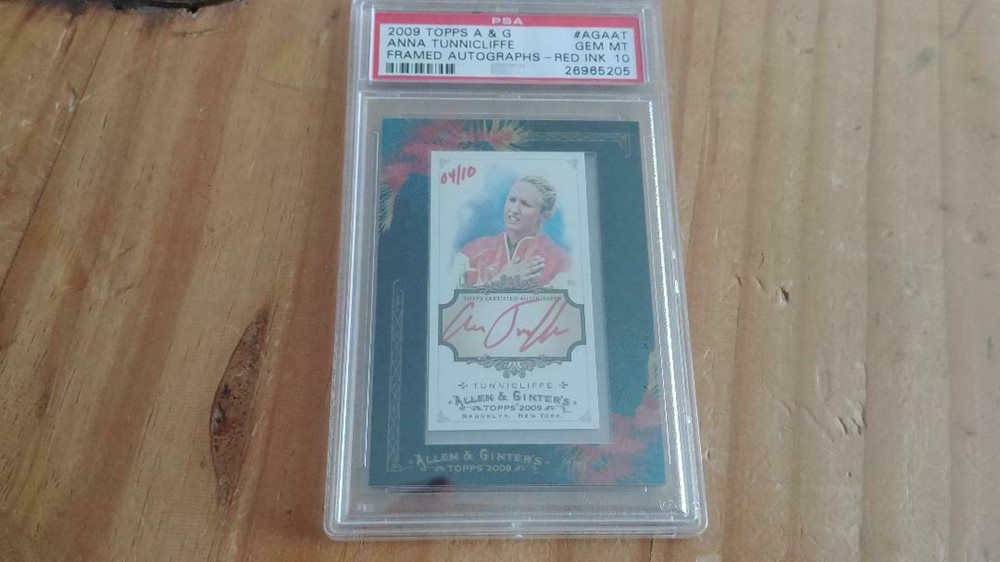 PSA
2009 TOPPS A & G #AGAAT
ANNA TUNNICLIFFE GEM MT
FRAMED AUTOGRAPHS - RED INK 10
26965205
04/10
TOPPS CERTIFIED AUTOGRAPH
TUNNICLIFFE
ALLEN & GINTER'S
TOPPS 2009
BROOKLYN, NEW YORK
ALLEN & GINTER'S
TOPPS 2009